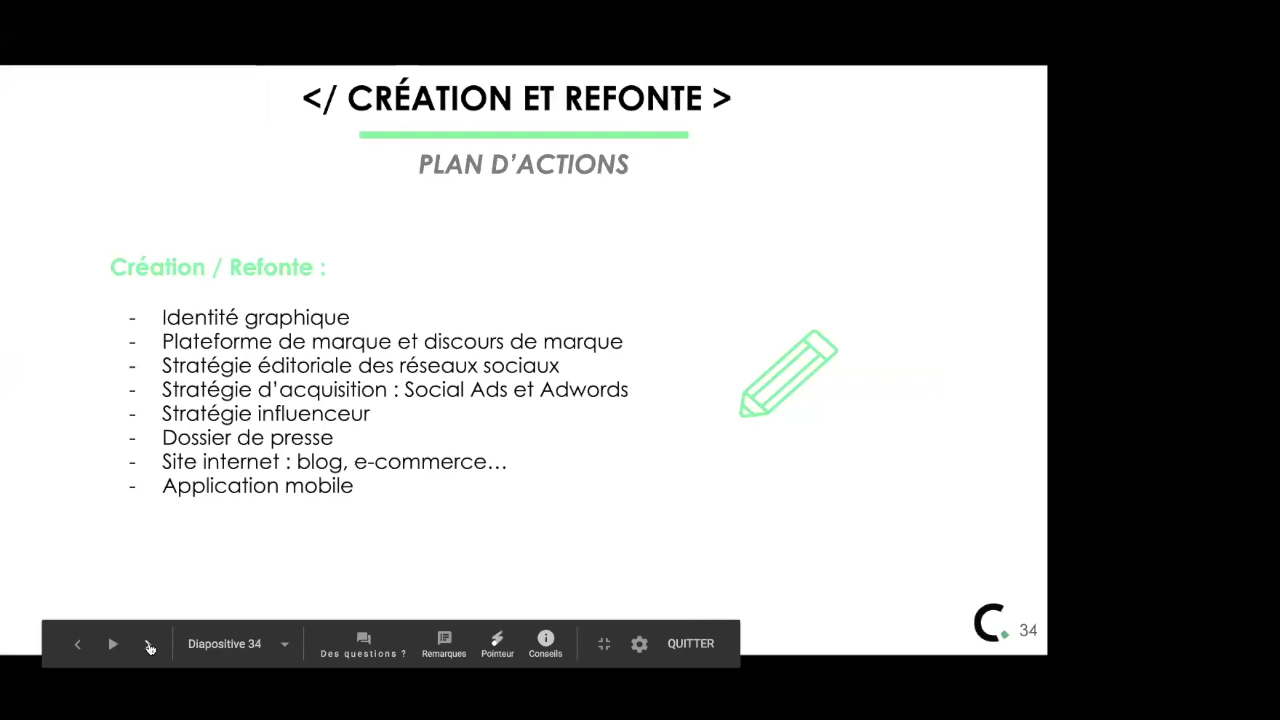 </ CRÉATION ET REFONTE >
PLAN D'ACTIONS
Création / Refonte :
- Identité graphique
- Plateforme de marque et discours de marque
- Stratégie éditoriale des réseaux sociaux
- Stratégie d'acquisition : Social Ads et Adwords
- Stratégie influenceur
- Dossier de presse
- Site internet : blog, e-commerce...
- Application mobile
C.
34
Diapositive 34
Des questions ?
Remarques
Pointeur
Conseils
QUITTER